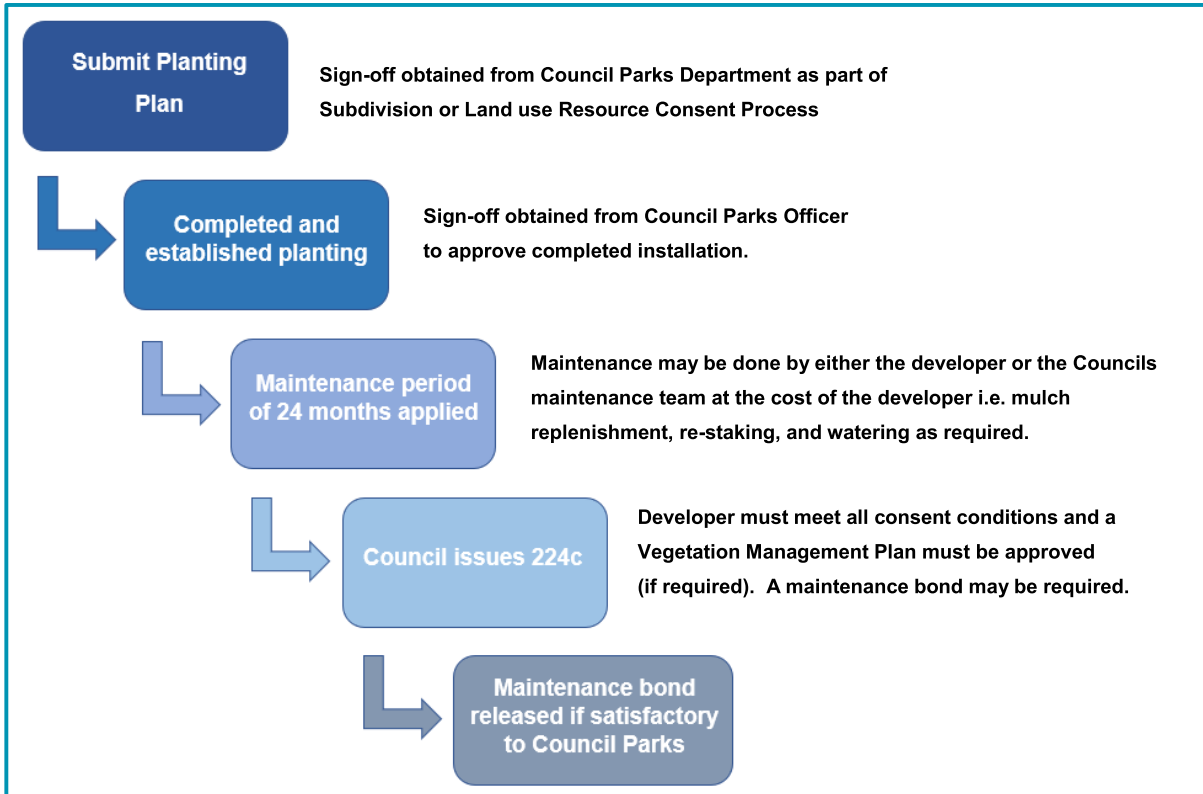 Submit Planting
Plan
Sign-off obtained from Council Parks Department as part of
Subdivision or Land use Resource Consent Process
Completed and
established planting
Sign-off obtained from Council Parks Officer
to approve completed installation.
Maintenance period
of 24 months applied
Maintenance may be done by either the developer or the Councils
maintenance team at the cost of the developer i.e. mulch
replenishment, re-staking, and watering as required.
Council issues 224c
Developer must meet all consent conditions and a
Vegetation Management Plan must be approved
(if required). A maintenance bond may be required.
Maintenance bond
released if satisfactory
to Council Parks